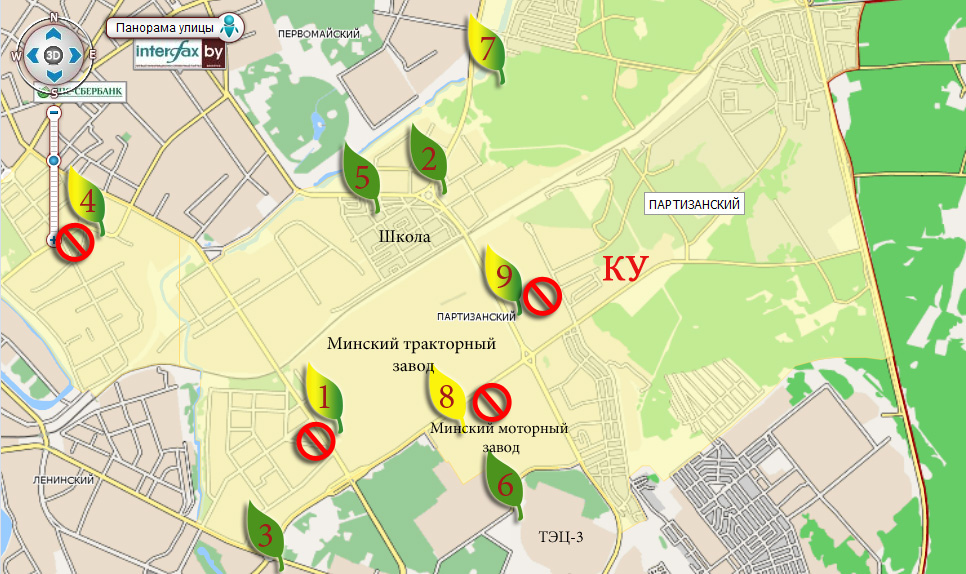 N
Панорама улицы
W
3D
E
interfax by
S
СБЕРБАНК
ПЕРВОМАЙСКИЙ
7
2
5
4
ПАРТИЗАНСКИЙ
Школа
КУ
9
ПАРТИЗАНСКИЙ
Минский тракторный
завод
1
8
Минский моторный
завод
ЛЕНИНСКИЙ
6
3
ТЭЦ-3